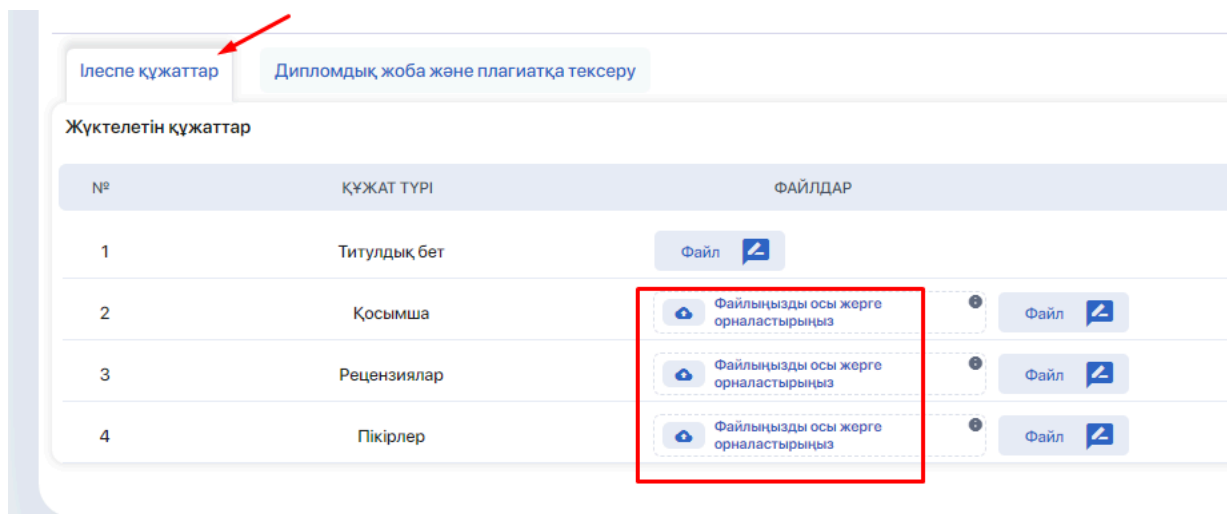 Ілеспе құжаттар
Дипломдық жоба және плагиатқа тексеру
Жүктелетін құжаттар
№ ҚҰЖАТ ТҮРІ ФАЙЛДАР
1 Титулдық бет Файл
2 Қосымша Файлыңызды осы жерге
орналастырыңыз Файл
3 Рецензиялар Файлыңызды осы жерге
орналастырыңыз Файл
4 Пікірлер Файлыңызды осы жерге
орналастырыңыз Файл